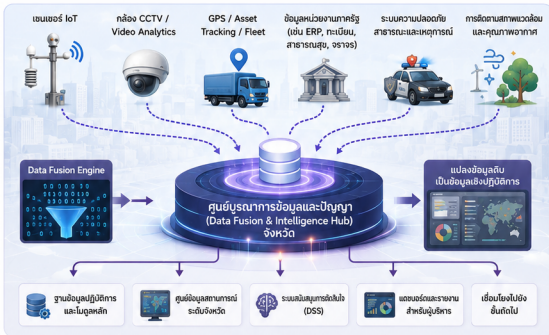 เซนเซอร์ IoT
กล้อง CCTV /
Video Analytics
GPS / Asset
Tracking / Fleet
ข้อมูลหน่วยงานภาครัฐ
(เช่น ERP, ทะเบียน,
สาธารณสุข, จราจร)
ระบบความปลอดภัย
สาธารณะและเหตุการณ์
การติดตามสภาพแวดล้อม
และคุณภาพอากาศ
Data Fusion Engine
ศูนย์บูรณาการข้อมูลและปัญญา
(Data Fusion & Intelligence Hub)
จังหวัด
แปลงข้อมูลดิบ
เป็นข้อมูลเชิงปฏิบัติการ
ฐานข้อมูลปฏิบัติการ
และโมดูลหลัก
ศูนย์ข้อมูลสถานการณ์
ระดับจังหวัด
ระบบสนับสนุนการตัดสินใจ
(DSS)
แดชบอร์ดและรายงาน
สำหรับผู้บริหาร
เชื่อมโยงไปยัง
ชั้นถัดไป